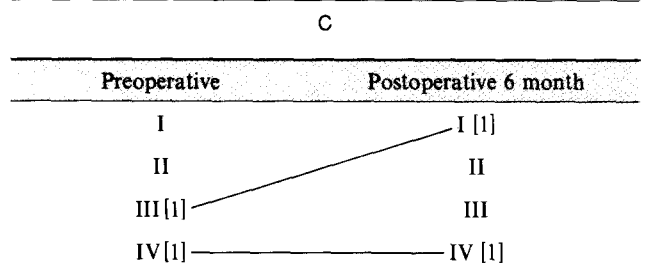 C
Preoperative Postoperative 6 month
I I [1]
II II
III [1] III
IV [1] IV [1]